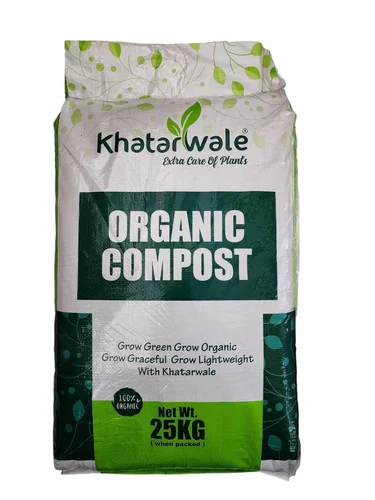 Khatarwale®
Extra Care Of Plants
ORGANIC
COMPOST
Grow Green Grow Organic
Grow Graceful Grow Lightweight
With Khatarwale
100%
ORGANIC
Net Wt.
25KG
( when packed )